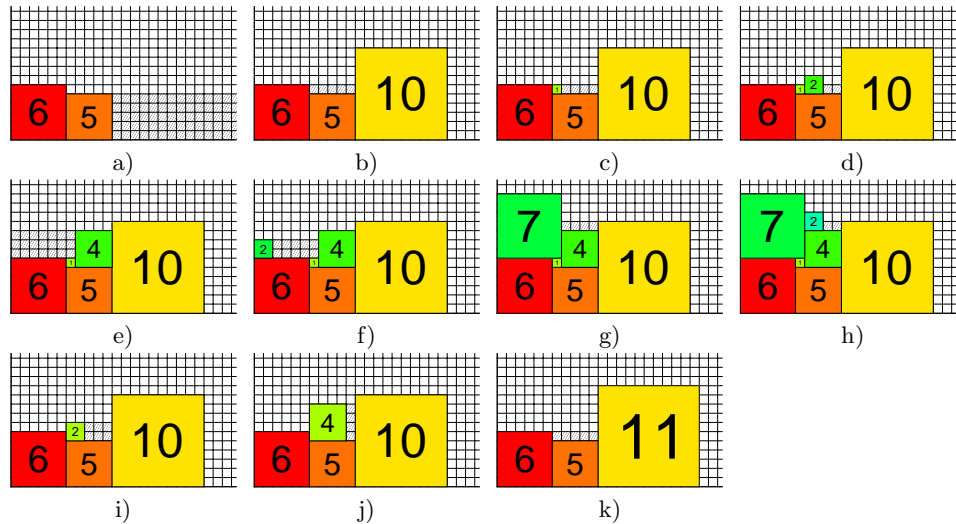 6 5
6 5 10
6 1 5 10
6 1 2 5 10
a) b) c) d)
6 1 4 5 10
2 6 1 4 5 10
7 6 1 4 5 10
7 2 6 1 4 5 10
e) f) g) h)
6 2 5 10
6 4 5 10
6 5 11
i) j) k)